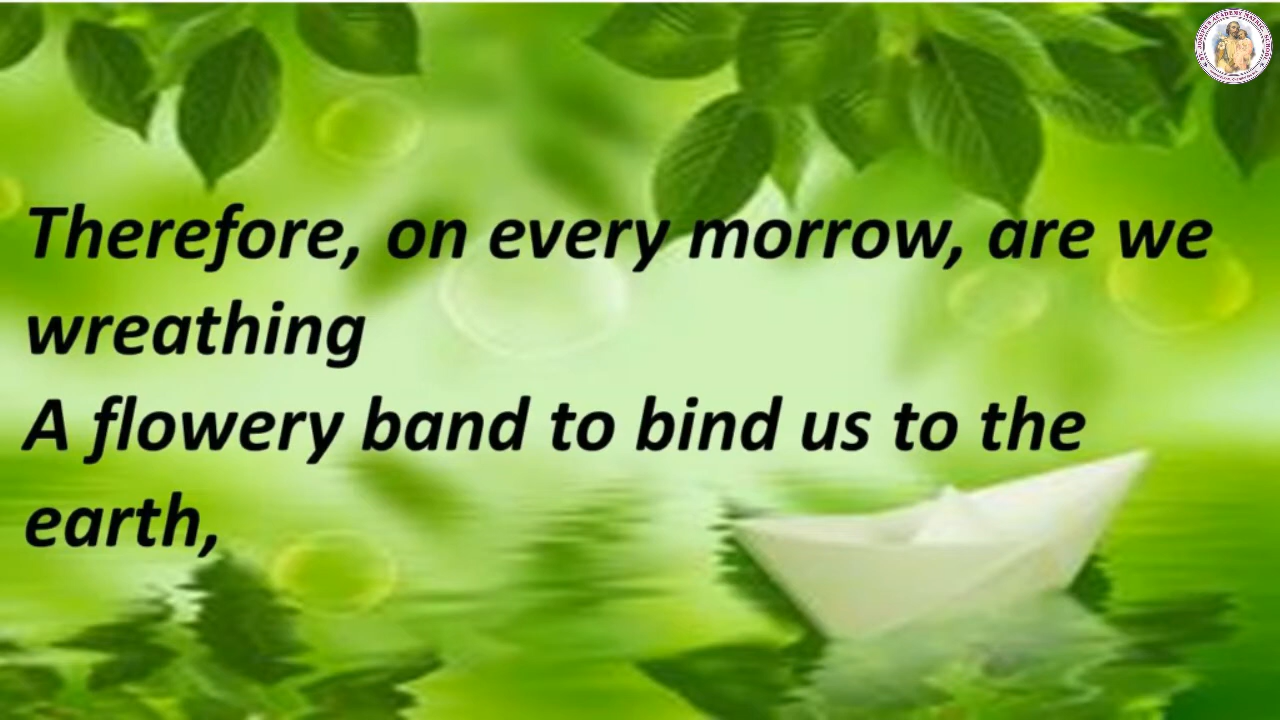 Therefore, on every morrow, are we
wreathing
A flowery band to bind us to the
earth,